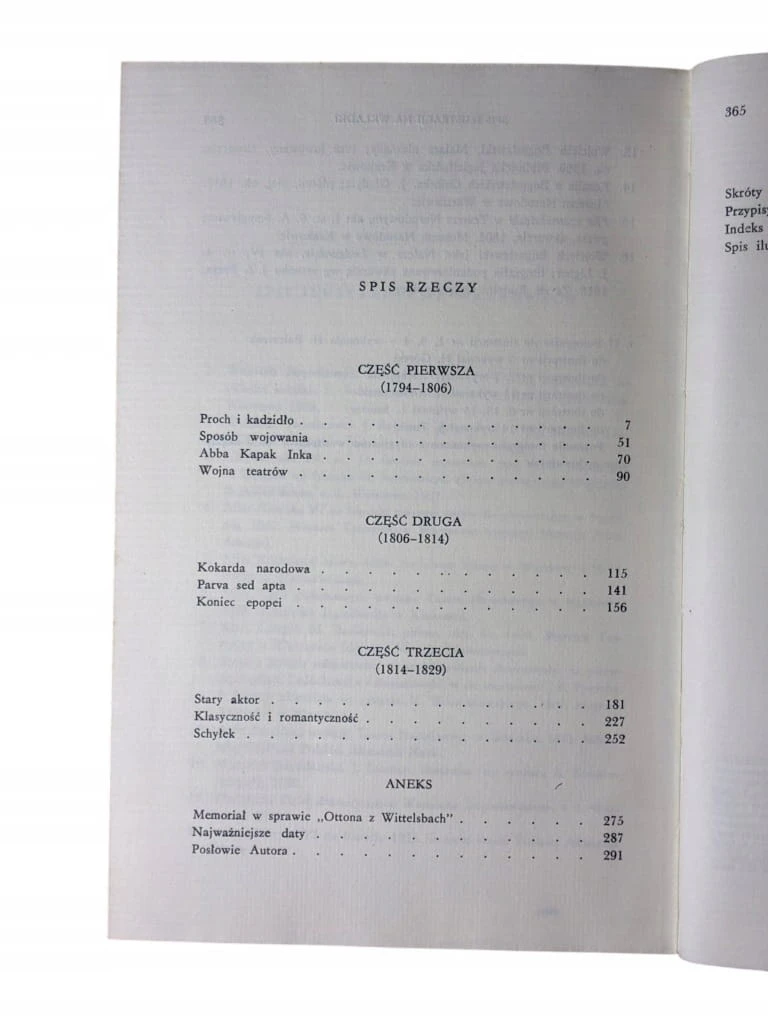 SPIS RZECZY
CZĘŚĆ PIERWSZA
(1794–1806)
Proch i kadzidło . . . . . . . . . . . . . . 7
Sposób wojowania . . . . . . . . . . . . . 51
Abba Kapak Inka . . . . . . . . . . . . . 70
Wojna teatrów . . . . . . . . . . . . . . 90
CZĘŚĆ DRUGA
(1806–1814)
Kokarda narodowa . . . . . . . . . . . . . 115
Parva sed apta . . . . . . . . . . . . . . 141
Koniec epopei . . . . . . . . . . . . . . 156
CZĘŚĆ TRZECIA
(1814–1829)
Stary aktor . . . . . . . . . . . . . . . 181
Klasyczność i romantyczność . . . . . . . . . . 227
Schyłek . . . . . . . . . . . . . . . . 252
ANEKS
Memoriał w sprawie „Ottona z Wittelsbach” . . . . . . 275
Najważniejsze daty . . . . . . . . . . . . . 287
Posłowie Autora . . . . . . . . . . . . . . 291
365
Skróty
Indeks
Spis